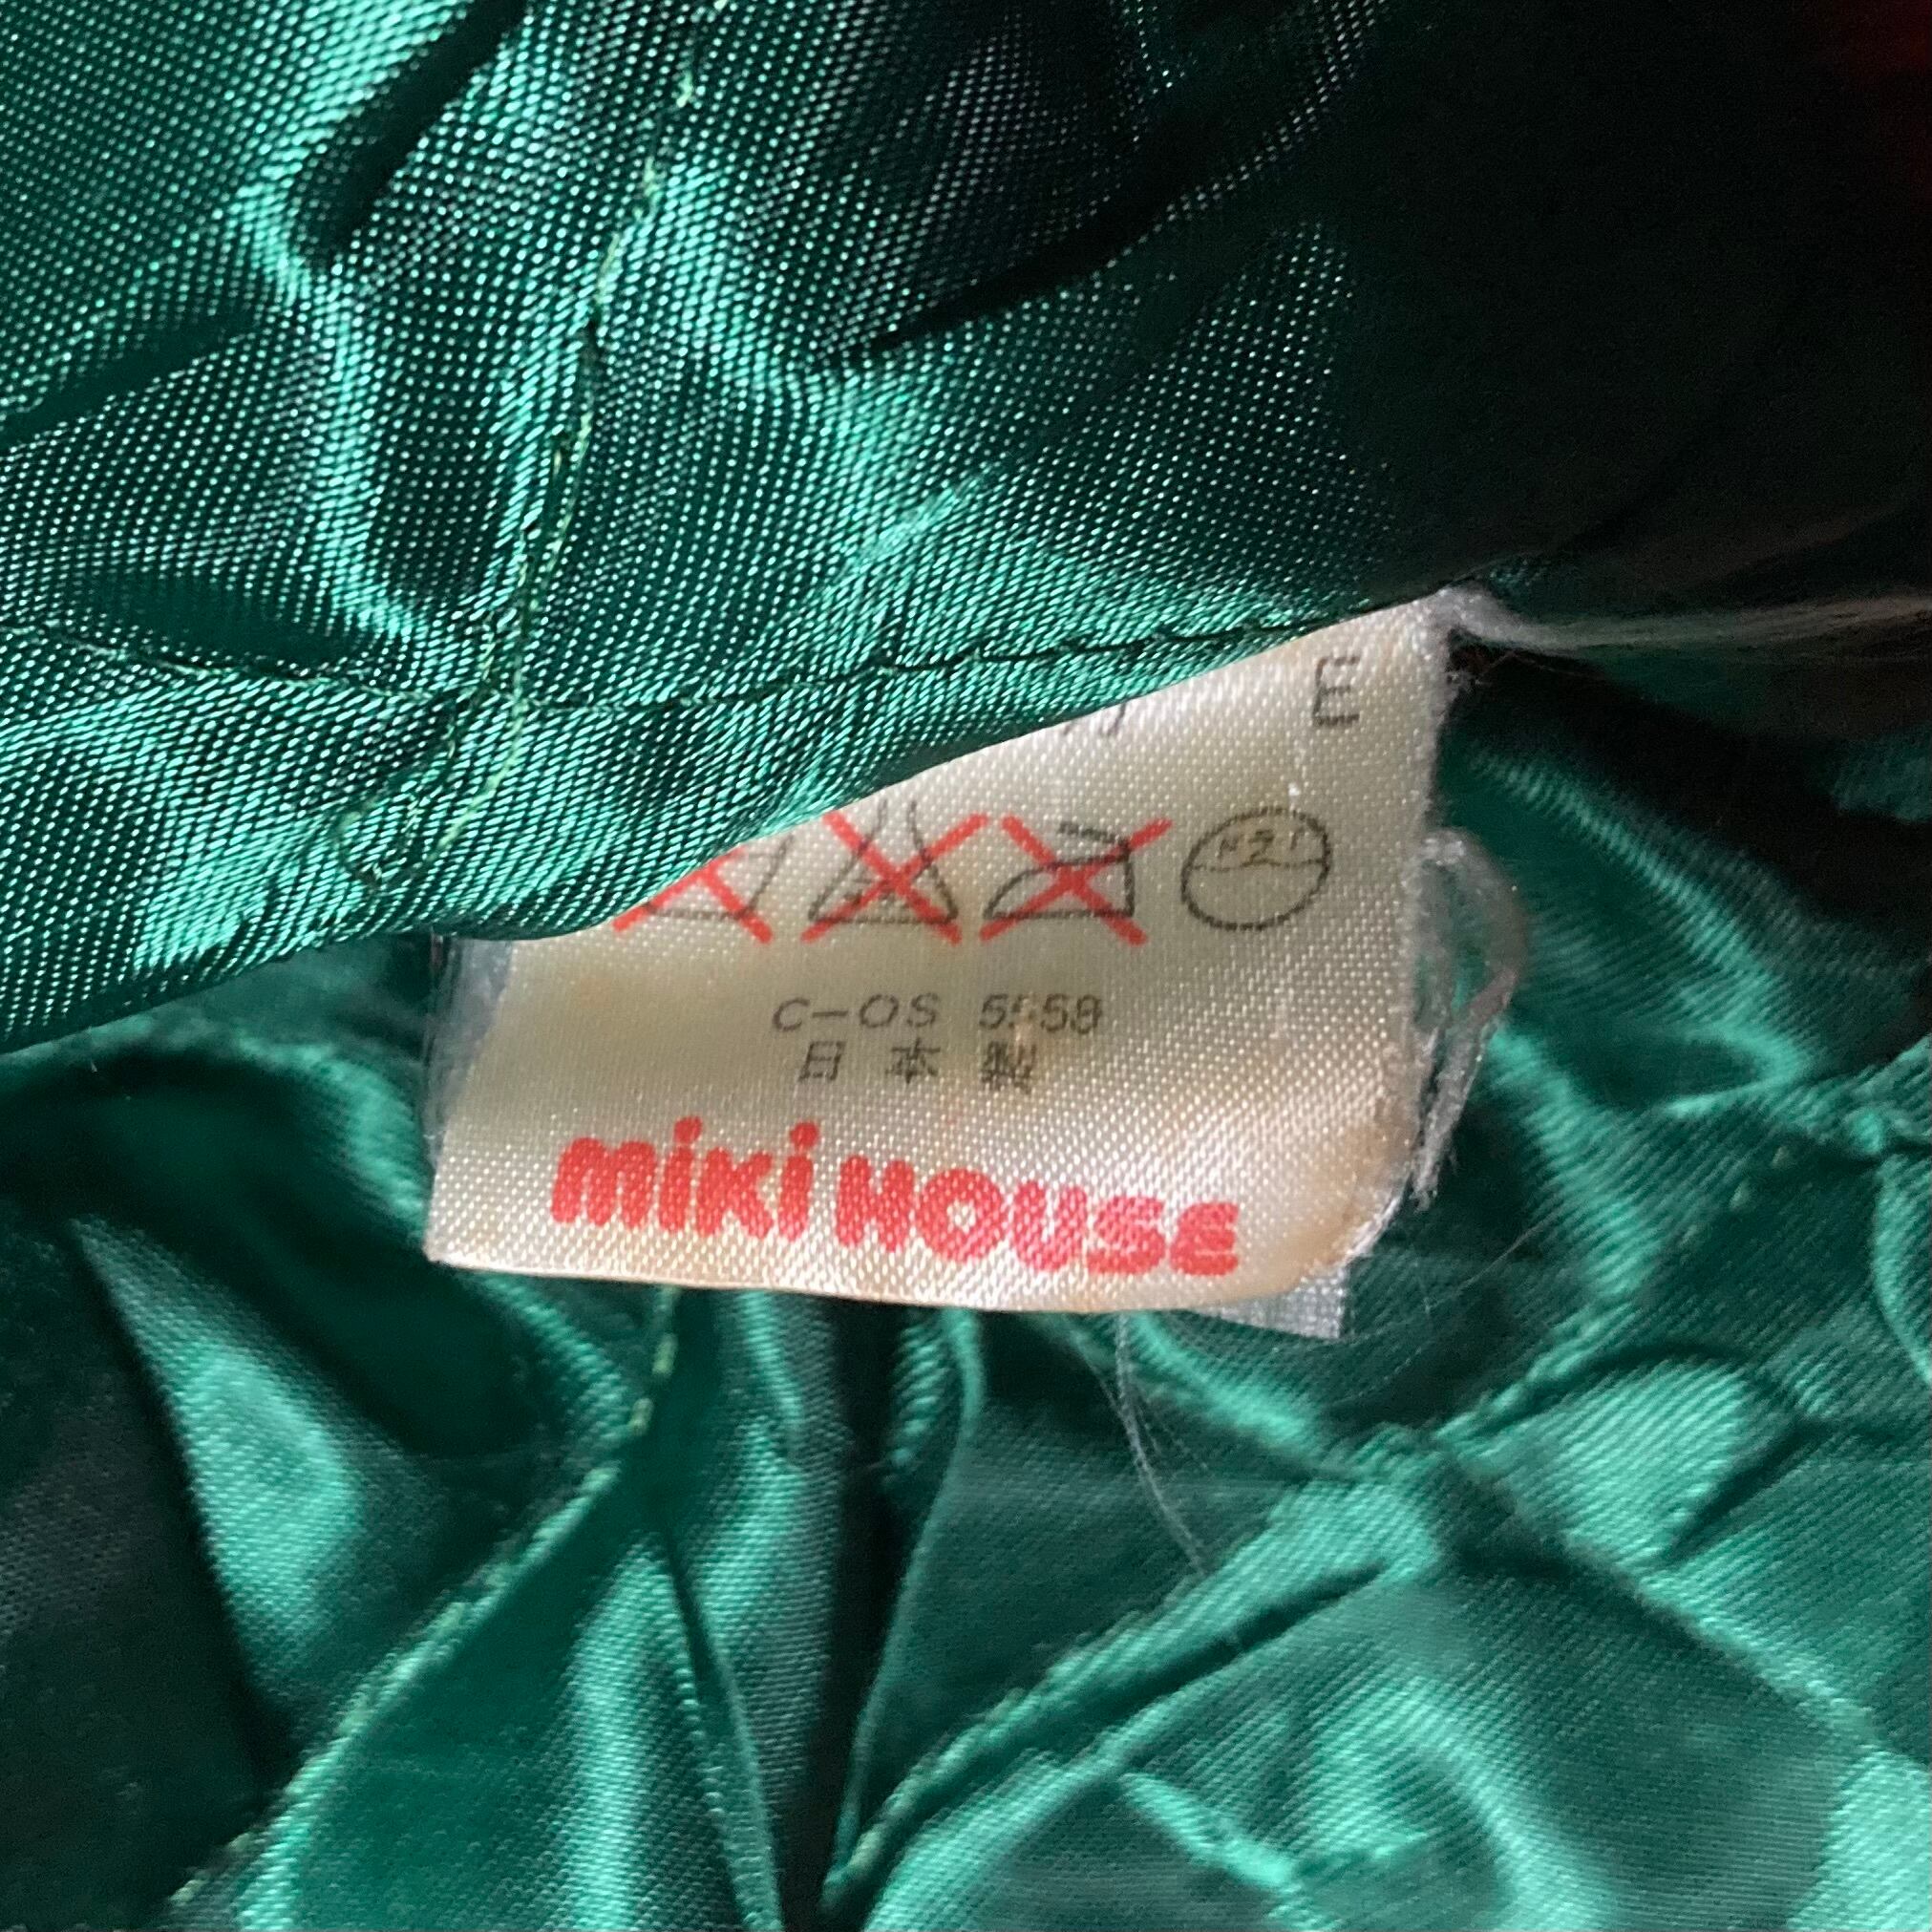 E
C-OS 5558
日本製
miki HOUSE